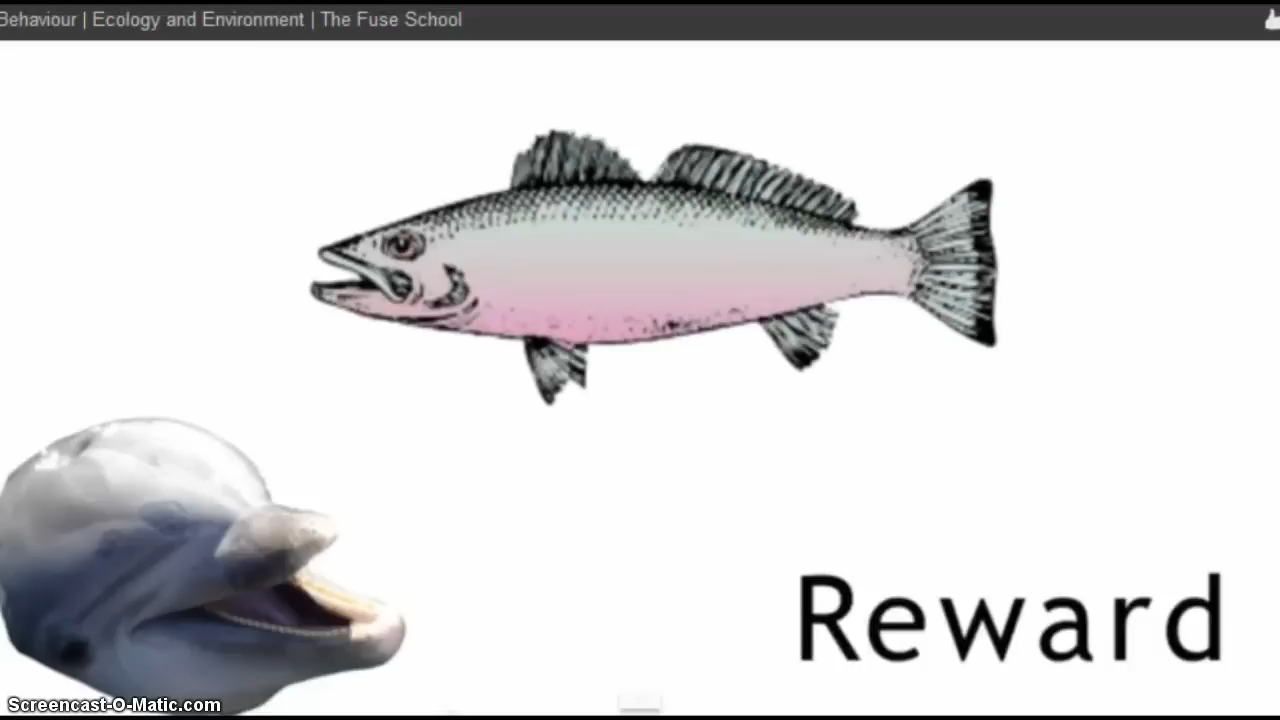 Behaviour | Ecology and Environment | The Fuse School
Reward
Screencast-O-Matic.com